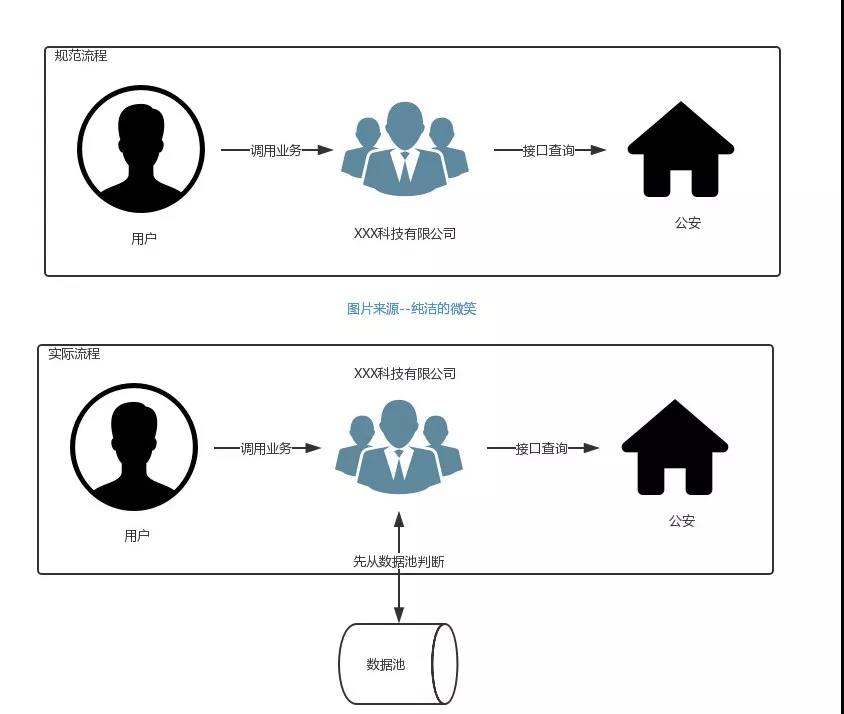 规范流程
调用业务
接口查询
用户
XXX科技有限公司
公安
图片来源--纯洁的微笑
实际流程
XXX科技有限公司
调用业务
接口查询
用户
公安
先从数据池判断
数据池